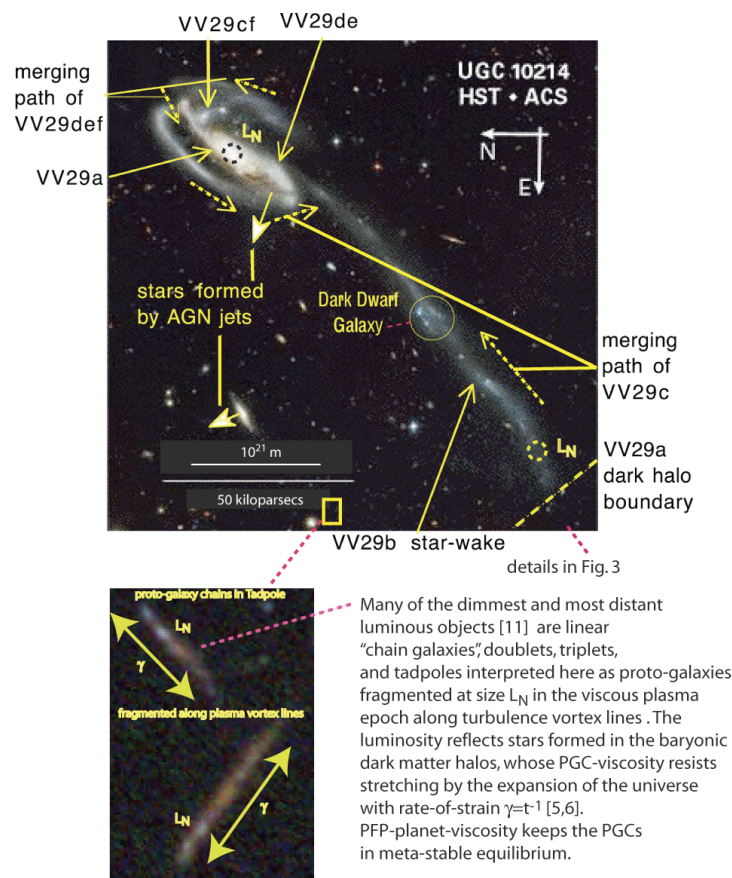 VV29cf
VV29de
merging
path of
VV29def
UGC 10214
HST • ACS
LN
N
E
VV29a
stars formed
by AGN jets
Dark Dwarf
Galaxy
merging
path of
VV29c
10²¹ m
LN
VV29a
dark halo
boundary
50 kiloparsecs
VV29b star-wake
details in Fig. 3
proto-galaxy chains in Tadpole
LN
γ
fragmented along plasma vortex lines
γ
LN
Many of the dimmest and most distant
luminous objects [11] are linear
“chain galaxies”, doublets, triplets,
and tadpoles interpreted here as proto-galaxies
fragmented at size LN in the viscous plasma
epoch along turbulence vortex lines . The
luminosity reflects stars formed in the baryonic
dark matter halos, whose PGC-viscosity resists
stretching by the expansion of the universe
with rate-of-strain γ=t⁻¹ [5,6].
PFP-planet-viscosity keeps the PGCs
in meta-stable equilibrium.